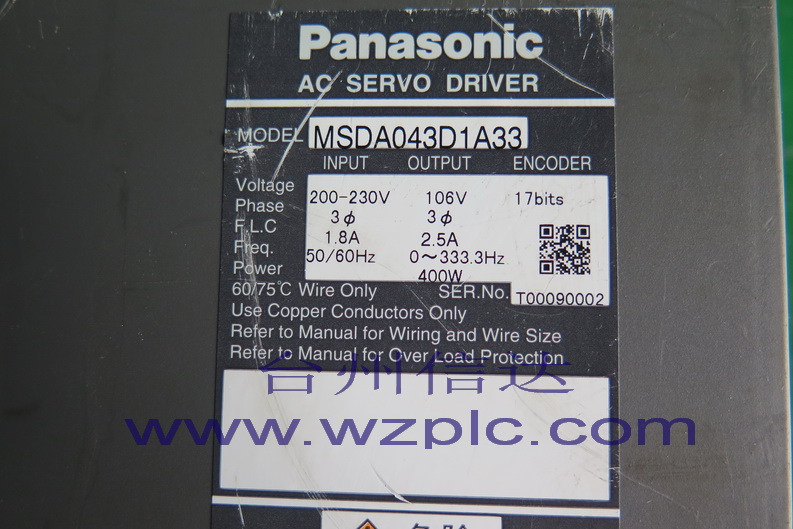 Panasonic
AC SERVO DRIVER
MODEL MSDA043D1A33
INPUT OUTPUT ENCODER
Voltage 200-230V 106V 17bits
Phase 3ϕ 3ϕ
F.L.C 1.8A 2.5A
Freq. 50/60Hz 0～333.3Hz
Power 400W
60/75℃ Wire Only SER.No. T00090002
Use Copper Conductors Only
Refer to Manual for Wiring and Wire Size
Refer to Manual for Over Load Protection
台州信达
www.wzplc.com
危险